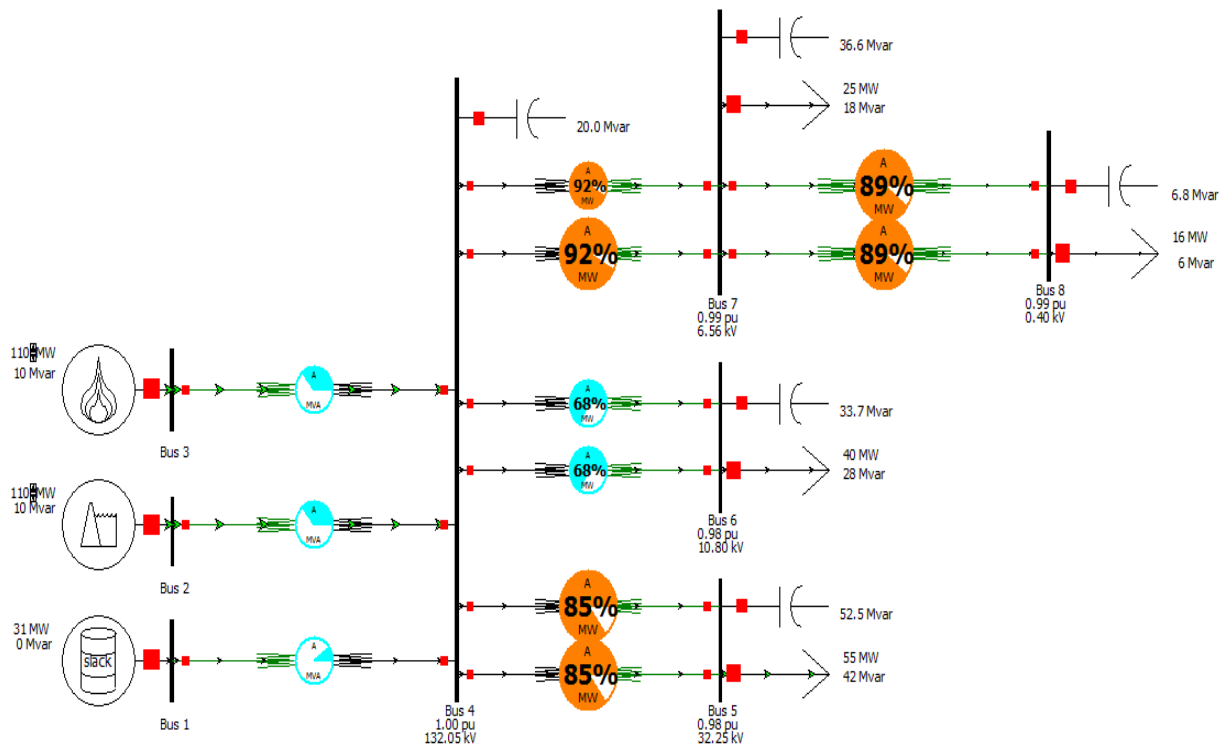 36.6 Mvar
25 MW
18 Mvar
20.0 Mvar
A
92%
MW
A
89%
MW
6.8 Mvar
A
92%
MW
A
89%
MW
16 MW
6 Mvar
Bus 7
0.99 pu
6.56 kV
Bus 8
0.99 pu
0.40 kV
110 MW
10 Mvar
A
MVA
Bus 3
A
68%
MW
33.7 Mvar
A
68%
MW
40 MW
28 Mvar
Bus 6
0.98 pu
10.80 kV
110 MW
10 Mvar
A
MVA
Bus 2
A
85%
MW
52.5 Mvar
31 MW
0 Mvar
slack
A
MVA
Bus 1
A
85%
MW
55 MW
42 Mvar
Bus 4
1.00 pu
132.05 kV
Bus 5
0.98 pu
32.25 kV